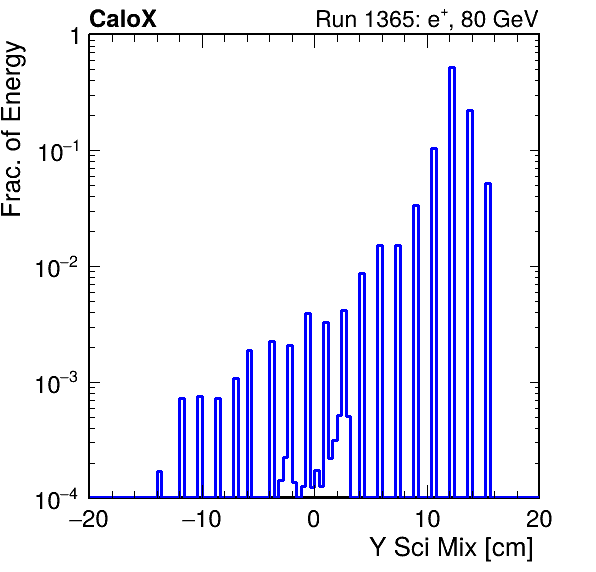 CaloX Run 1365: e⁺, 80 GeV
Frac. of Energy
1
10⁻¹
10⁻²
10⁻³
10⁻⁴
−20 −10 0 10 20
Y Sci Mix [cm]